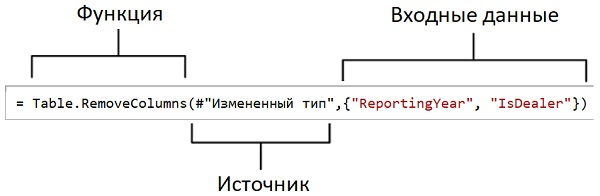 Функция
Входные данные
= Table.RemoveColumns(#"Измененный тип",{"ReportingYear", "IsDealer"})
Источник